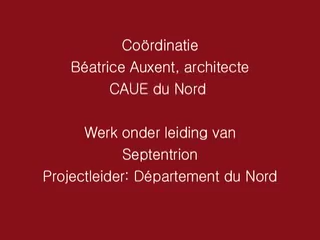 Coördinatie
Béatrice Auxent, architecte
CAUE du Nord
Werk onder leiding van
Septentrion
Projectleider: Département du Nord